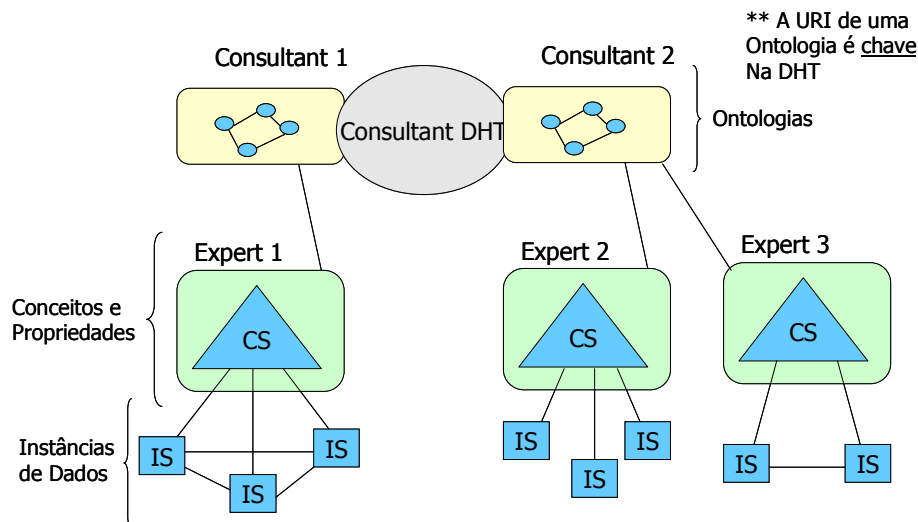 ** A URI de uma
Ontologia é chave
Na DHT
Consultant 1
Consultant 2
Consultant DHT
Ontologias
Expert 1
Expert 2
Expert 3
Conceitos e
Propriedades
CS
CS
CS
Instâncias
de Dados
IS
IS
IS
IS
IS
IS
IS
IS